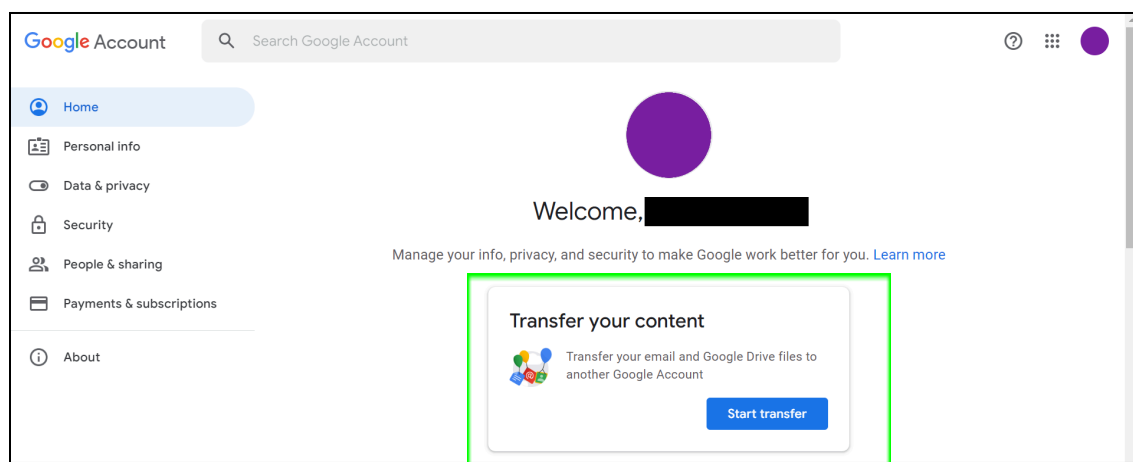 Google Account
Search Google Account
Home
Personal info
Data & privacy
Security
People & sharing
Payments & subscriptions
About
Welcome,
Manage your info, privacy, and security to make Google work better for you. Learn more
Transfer your content
Transfer your email and Google Drive files to
another Google Account
Start transfer